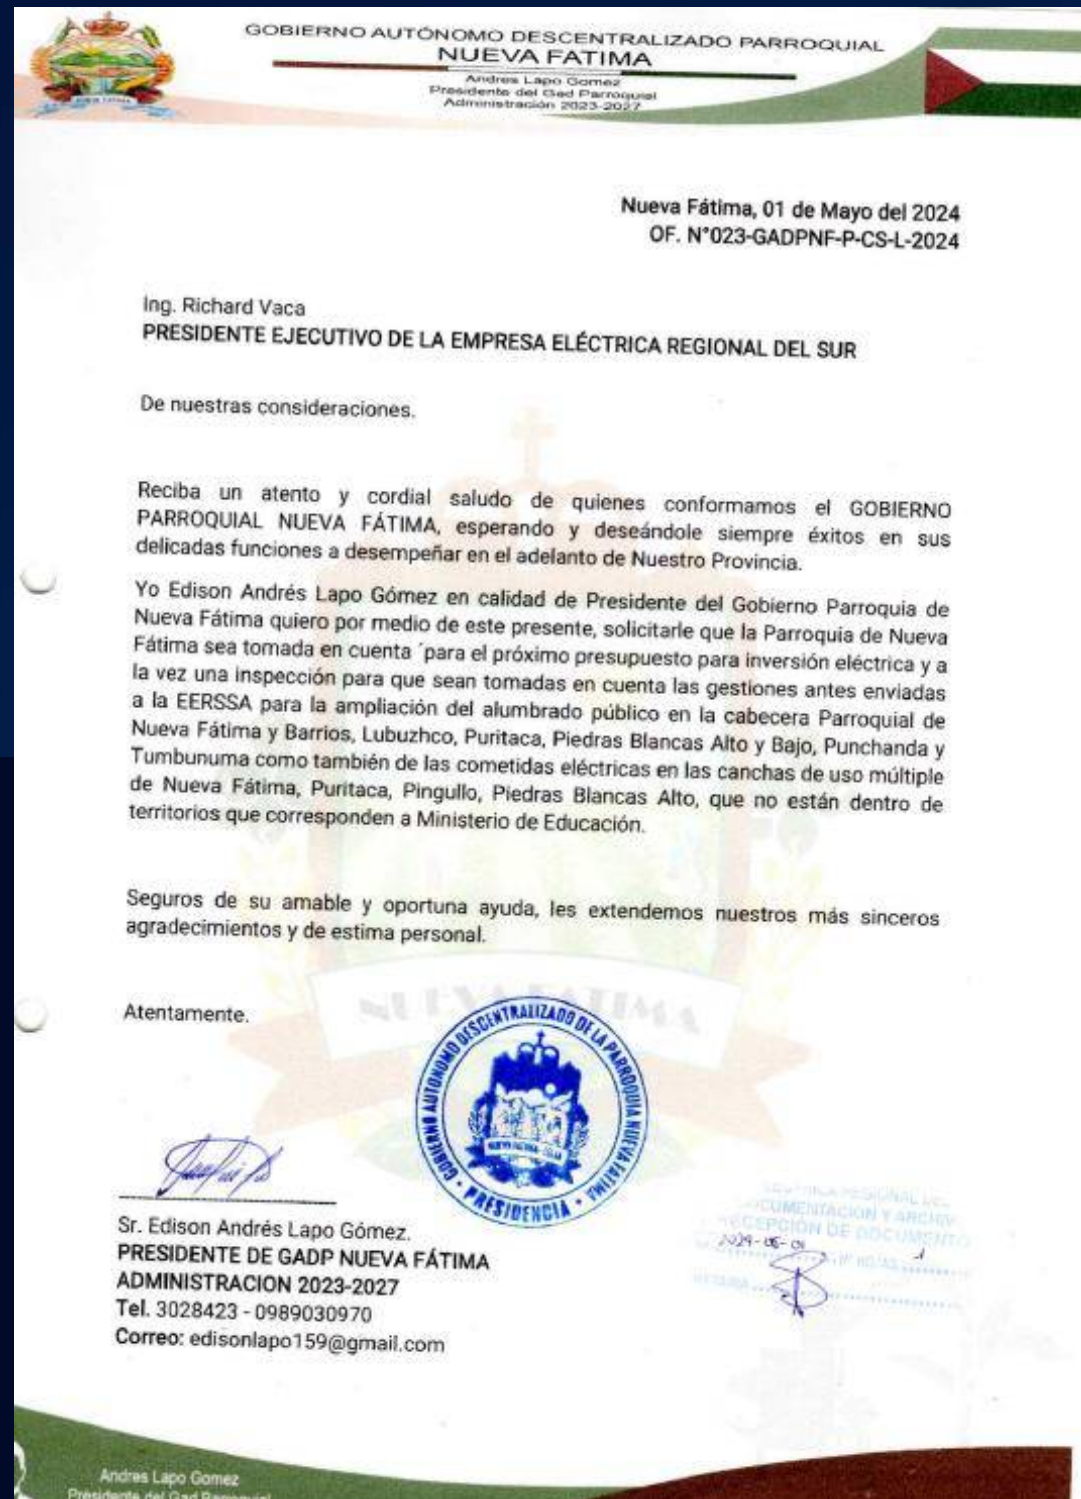 GOBIERNO AUTÓNOMO DESCENTRALIZADO PARROQUIAL
NUEVA FATIMA
Andres Lapo Gomez
Presidente del Gad Parroquial
Administración 2023-2027
Nueva Fátima, 01 de Mayo del 2024
OF. N°023-GADPNF-P-CS-L-2024
Ing. Richard Vaca
PRESIDENTE EJECUTIVO DE LA EMPRESA ELÉCTRICA REGIONAL DEL SUR
De nuestras consideraciones.
Reciba un atento y cordial saludo de quienes conformamos el GOBIERNO
PARROQUIAL NUEVA FÁTIMA, esperando y deseándole siempre éxitos en sus
delicadas funciones a desempeñar en el adelanto de Nuestro Provincia.
Yo Edison Andrés Lapo Gómez en calidad de Presidente del Gobierno Parroquia de
Nueva Fátima quiero por medio de este presente, solicitarle que la Parroquia de Nueva
Fátima sea tomada en cuenta ´para el próximo presupuesto para inversión eléctrica y a
la vez una inspección para que sean tomadas en cuenta las gestiones antes enviadas
a la EERSSA para la ampliación del alumbrado público en la cabecera Parroquial de
Nueva Fátima y Barrios, Lubuzhco, Puritaca, Piedras Blancas Alto y Bajo, Punchanda y
Tumbunuma como también de las cometidas eléctricas en las canchas de uso múltiple
de Nueva Fátima, Puritaca, Pingullo, Piedras Blancas Alto, que no están dentro de
territorios que corresponden a Ministerio de Educación.
Seguros de su amable y oportuna ayuda, les extendemos nuestros más sinceros
agradecimientos y de estima personal.
Atentamente.
GOBIERNO AUTONOMO DESCENTRALIZADO DE LA PARROQUIA NUEVA FATIMA
PRESIDENCIA
REGIONAL DEL
DOCUMENTACION Y ARCHIV
RECEPCIÓN DE DOCUMENTO
2024-05-01
Sr. Edison Andrés Lapo Gómez.
PRESIDENTE DE GADP NUEVA FÁTIMA
ADMINISTRACION 2023-2027
Tel. 3028423 - 0989030970
Correo: edisonlapo159@gmail.com
Andres Lapo Gomez
Presidente del Gad Parroquial